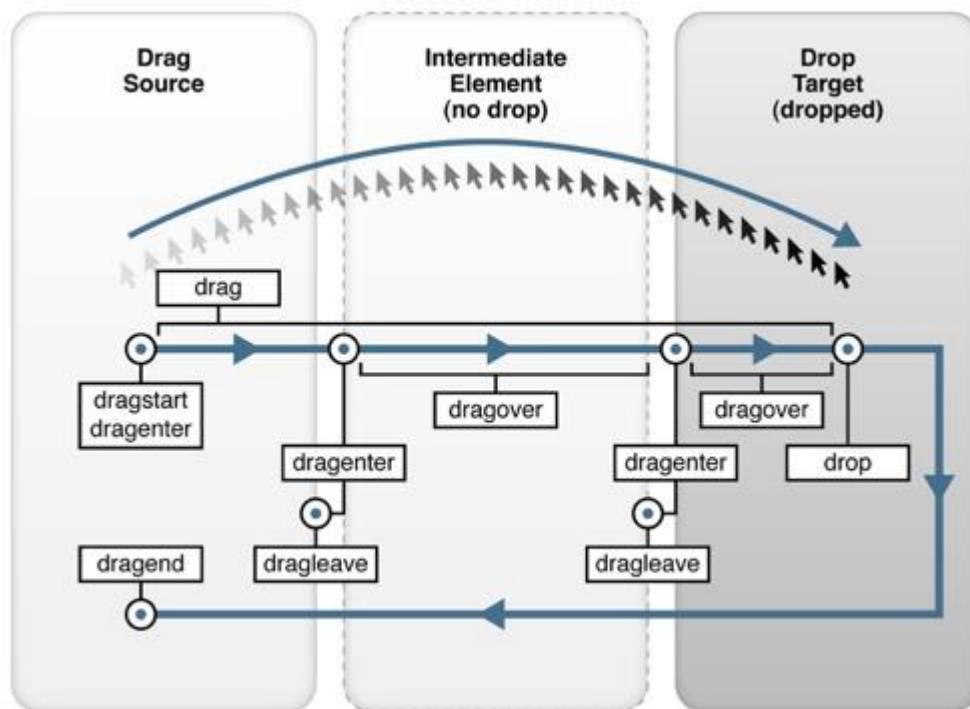 Drag
Source
Intermediate
Element
(no drop)
Drop
Target
(dropped)
drag
dragstart
dragenter
dragover
dragover
dragenter
dragenter
drop
dragend
dragleave
dragleave